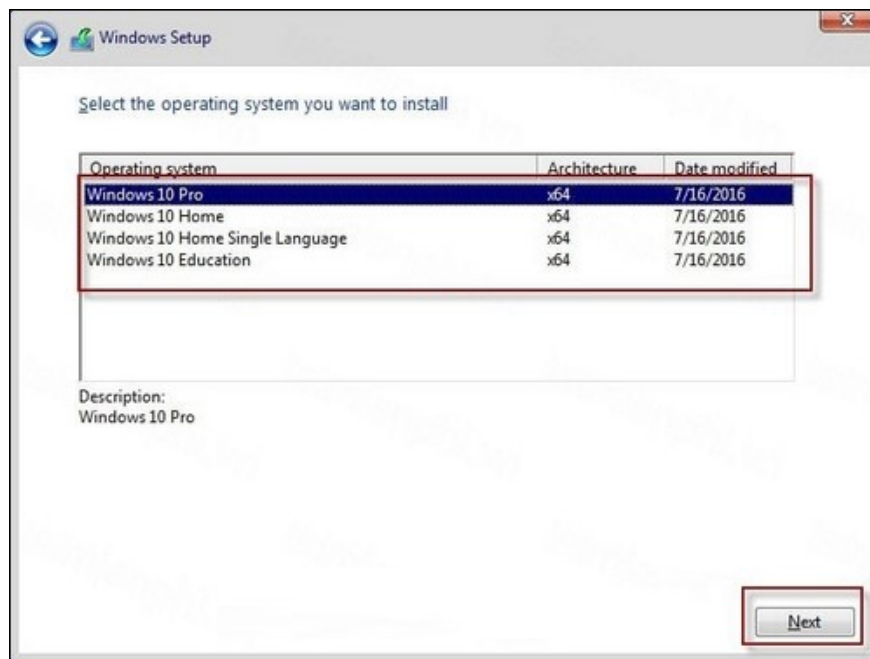 Windows Setup
Select the operating system you want to install
Operating system Architecture Date modified
Windows 10 Pro x64 7/16/2016
Windows 10 Home x64 7/16/2016
Windows 10 Home Single Language x64 7/16/2016
Windows 10 Education x64 7/16/2016
Description:
Windows 10 Pro
Next